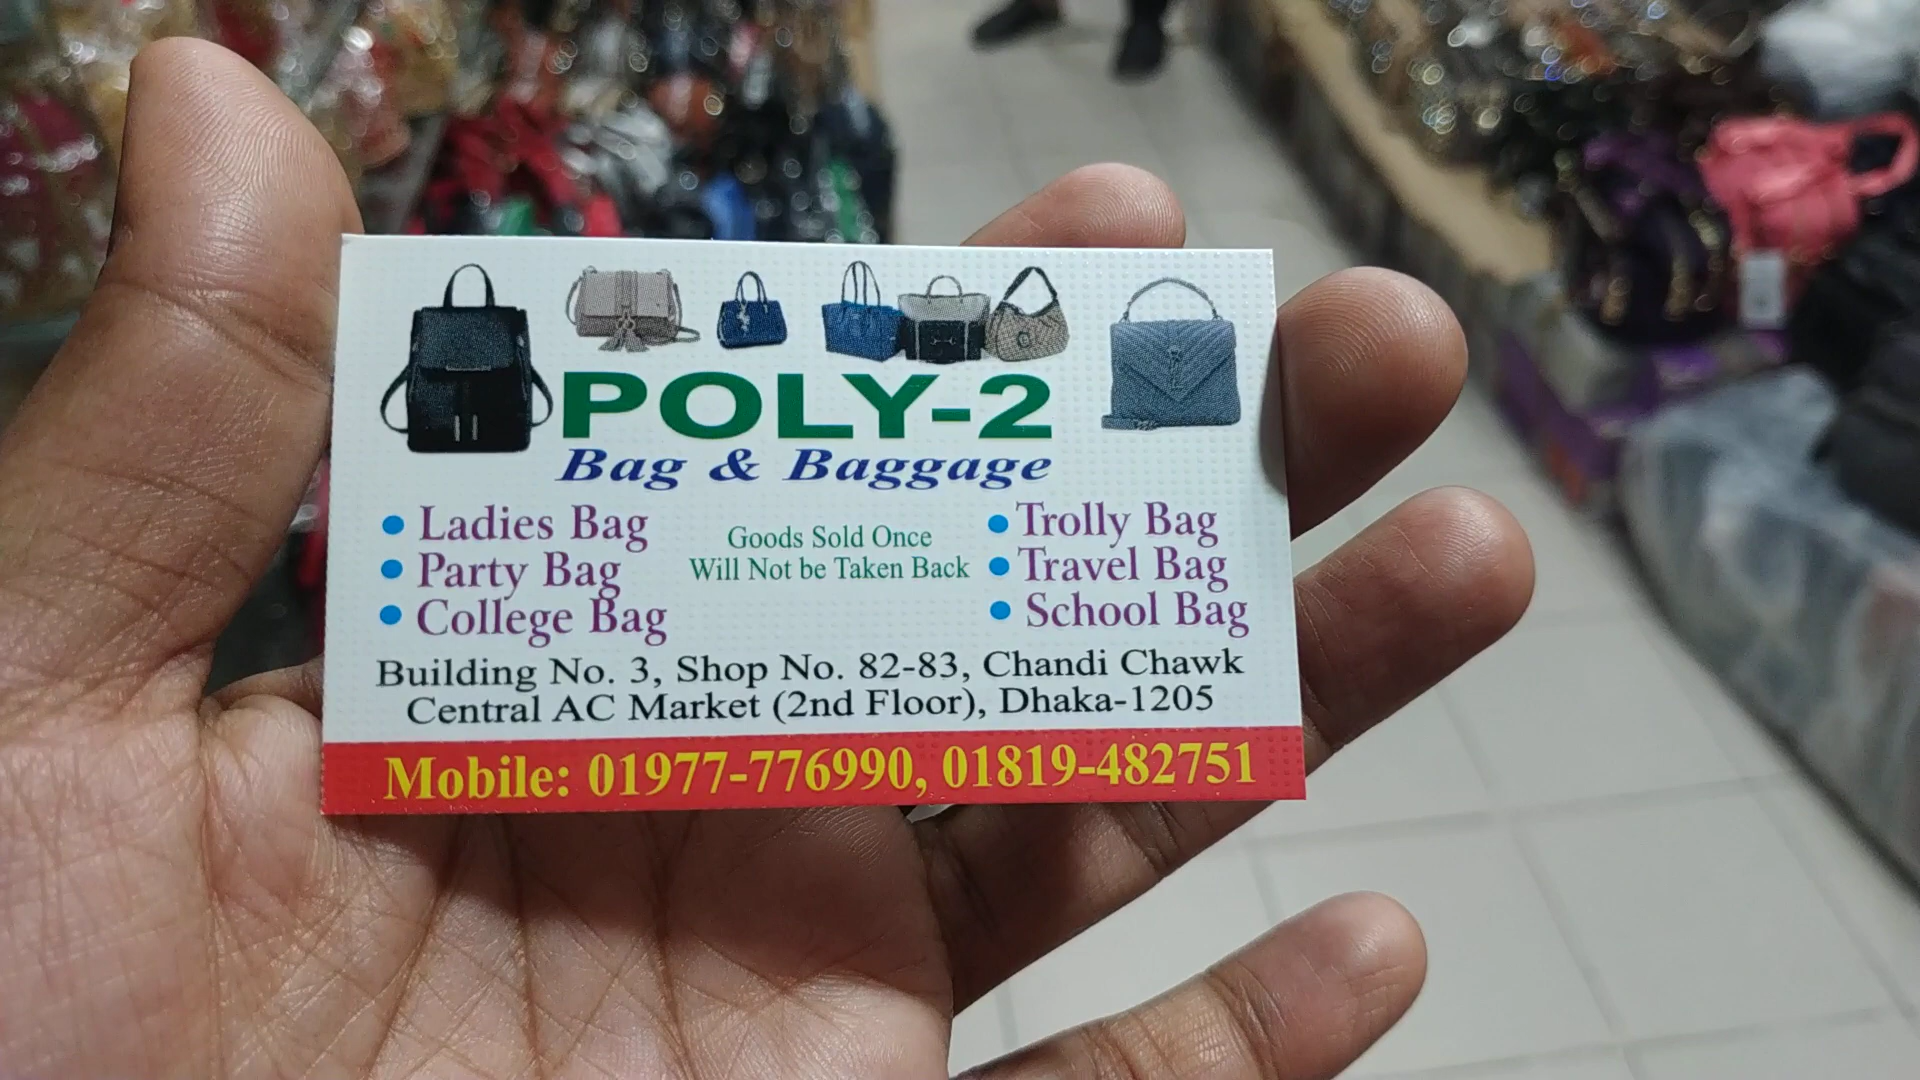 POLY-2
Bag & Baggage
• Ladies Bag
• Party Bag
• College Bag
Goods Sold Once
Will Not be Taken Back
• Trolly Bag
• Travel Bag
• School Bag
Building No. 3, Shop No. 82-83, Chandi Chawk
Central AC Market (2nd Floor), Dhaka-1205
Mobile: 01977-776990, 01819-482751